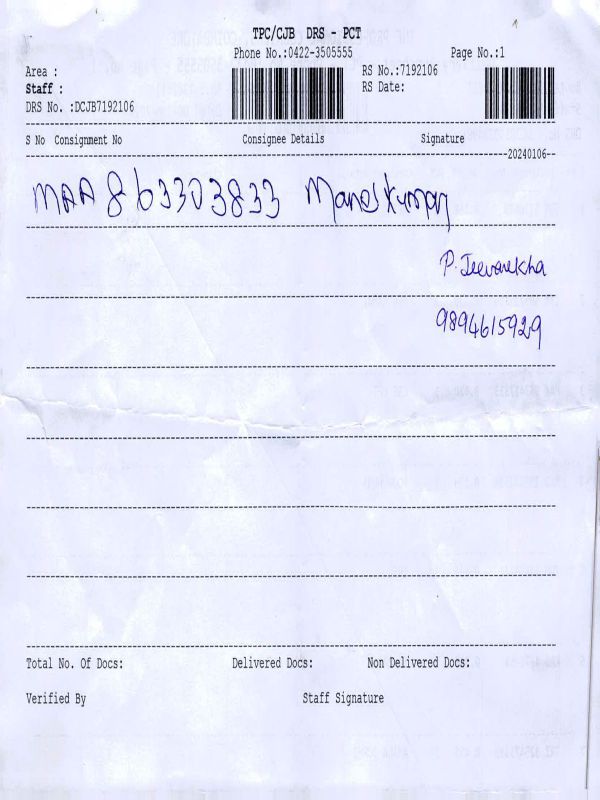 TPC/CJB DRS - PCT
Phone No.:0422-3505555 Page No.:1
Area : RS No.:7192106
Staff : RS Date:
DRS No. :DCJB7192106
S No Consignment No Consignee Details Signature
20240106
MAA 863303833 Manoj Kumar
P. Jeevarekha
9894615929
Total No. Of Docs: Delivered Docs: Non Delivered Docs:
Verified By Staff Signature